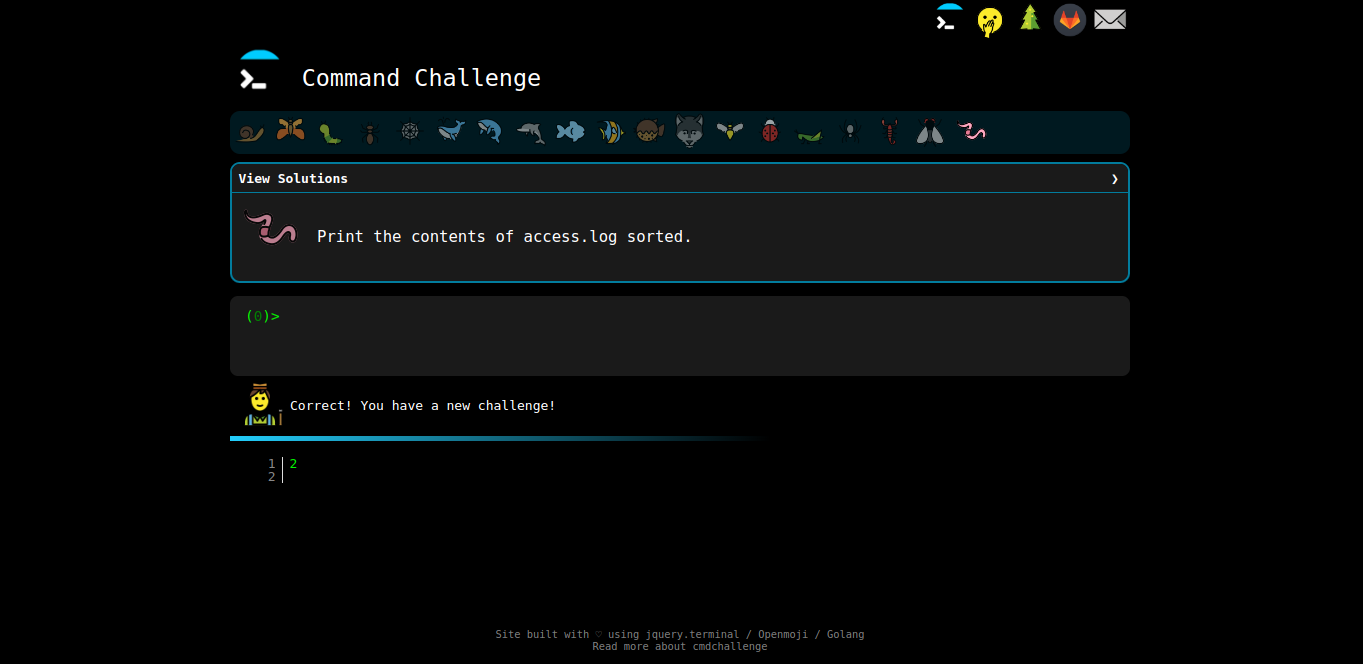 Command Challenge
View Solutions ❯
Print the contents of access.log sorted.
(0)>
Correct! You have a new challenge!
1 2
2
Site built with ♡ using jquery.terminal / Openmoji / Golang
Read more about cmdchallenge